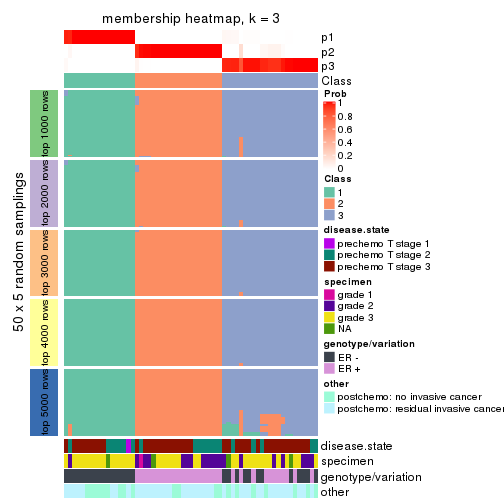 membership heatmap, k = 3
p1
p2
p3
Class
50 x 5 random samplings
top 1000 rows
top 2000 rows
top 3000 rows
top 4000 rows
top 5000 rows
disease.state
specimen
genotype/variation
other
Prob
1
0.8
0.6
0.4
0.2
0
Class
1
2
3
disease.state
prechemo T stage 1
prechemo T stage 2
prechemo T stage 3
specimen
grade 1
grade 2
grade 3
NA
genotype/variation
ER -
ER +
other
postchemo: no invasive cancer
postchemo: residual invasive cancer